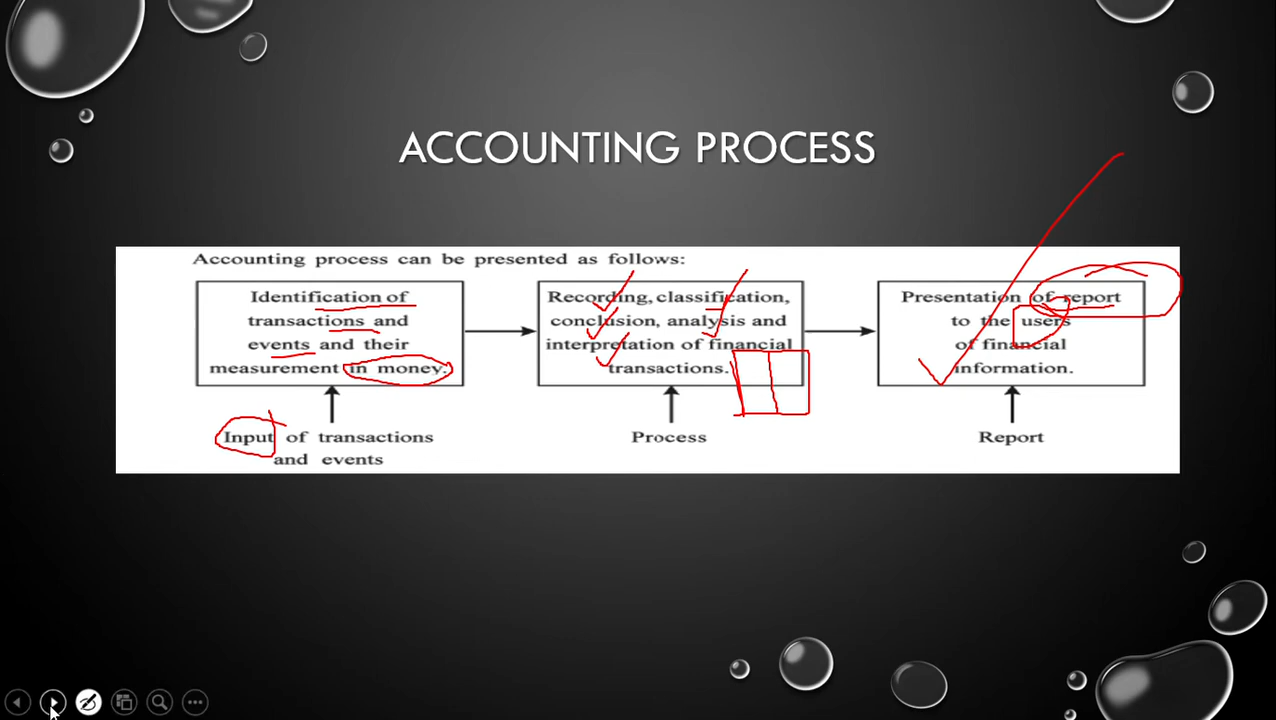 ACCOUNTING PROCESS
Accounting process can be presented as follows:
Identification of
transactions and
events and their
measurement in money.
Recording, classification,
conclusion, analysis and
interpretation of financial
transactions.
Presentation of report
to the users
of financial
information.
Input of transactions
and events
Process
Report